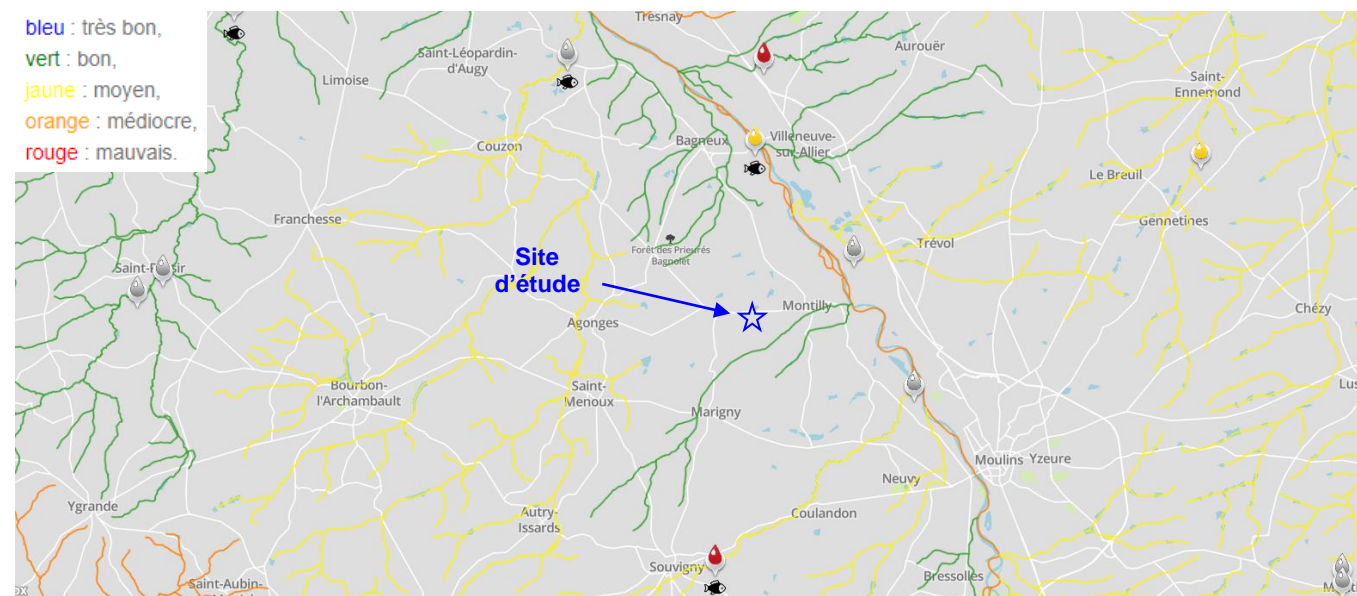 bleu : très bon,
vert : bon,
jaune : moyen,
orange : médiocre,
rouge : mauvais.
Tresnay
Saint-Léopardin-
d'Augy
Aurouër
Limoise
Saint-
Ennemond
Couzon
Bagneux
Villeneuve-
sur-Allier
Le Breuil
Franchesse
Gennetines
Forêt des Prieurés
Bagnolet
Trévol
Site
d'étude
Montilly
Chézy
Agonges
Bourbon-
l'Archambault
Saint-
Menoux
Marigny
Moulins
Yzeure
Neuvy
Ygrande
Autry-
Issards
Coulandon
Souvigny
Bressolles
Saint-Aubin-